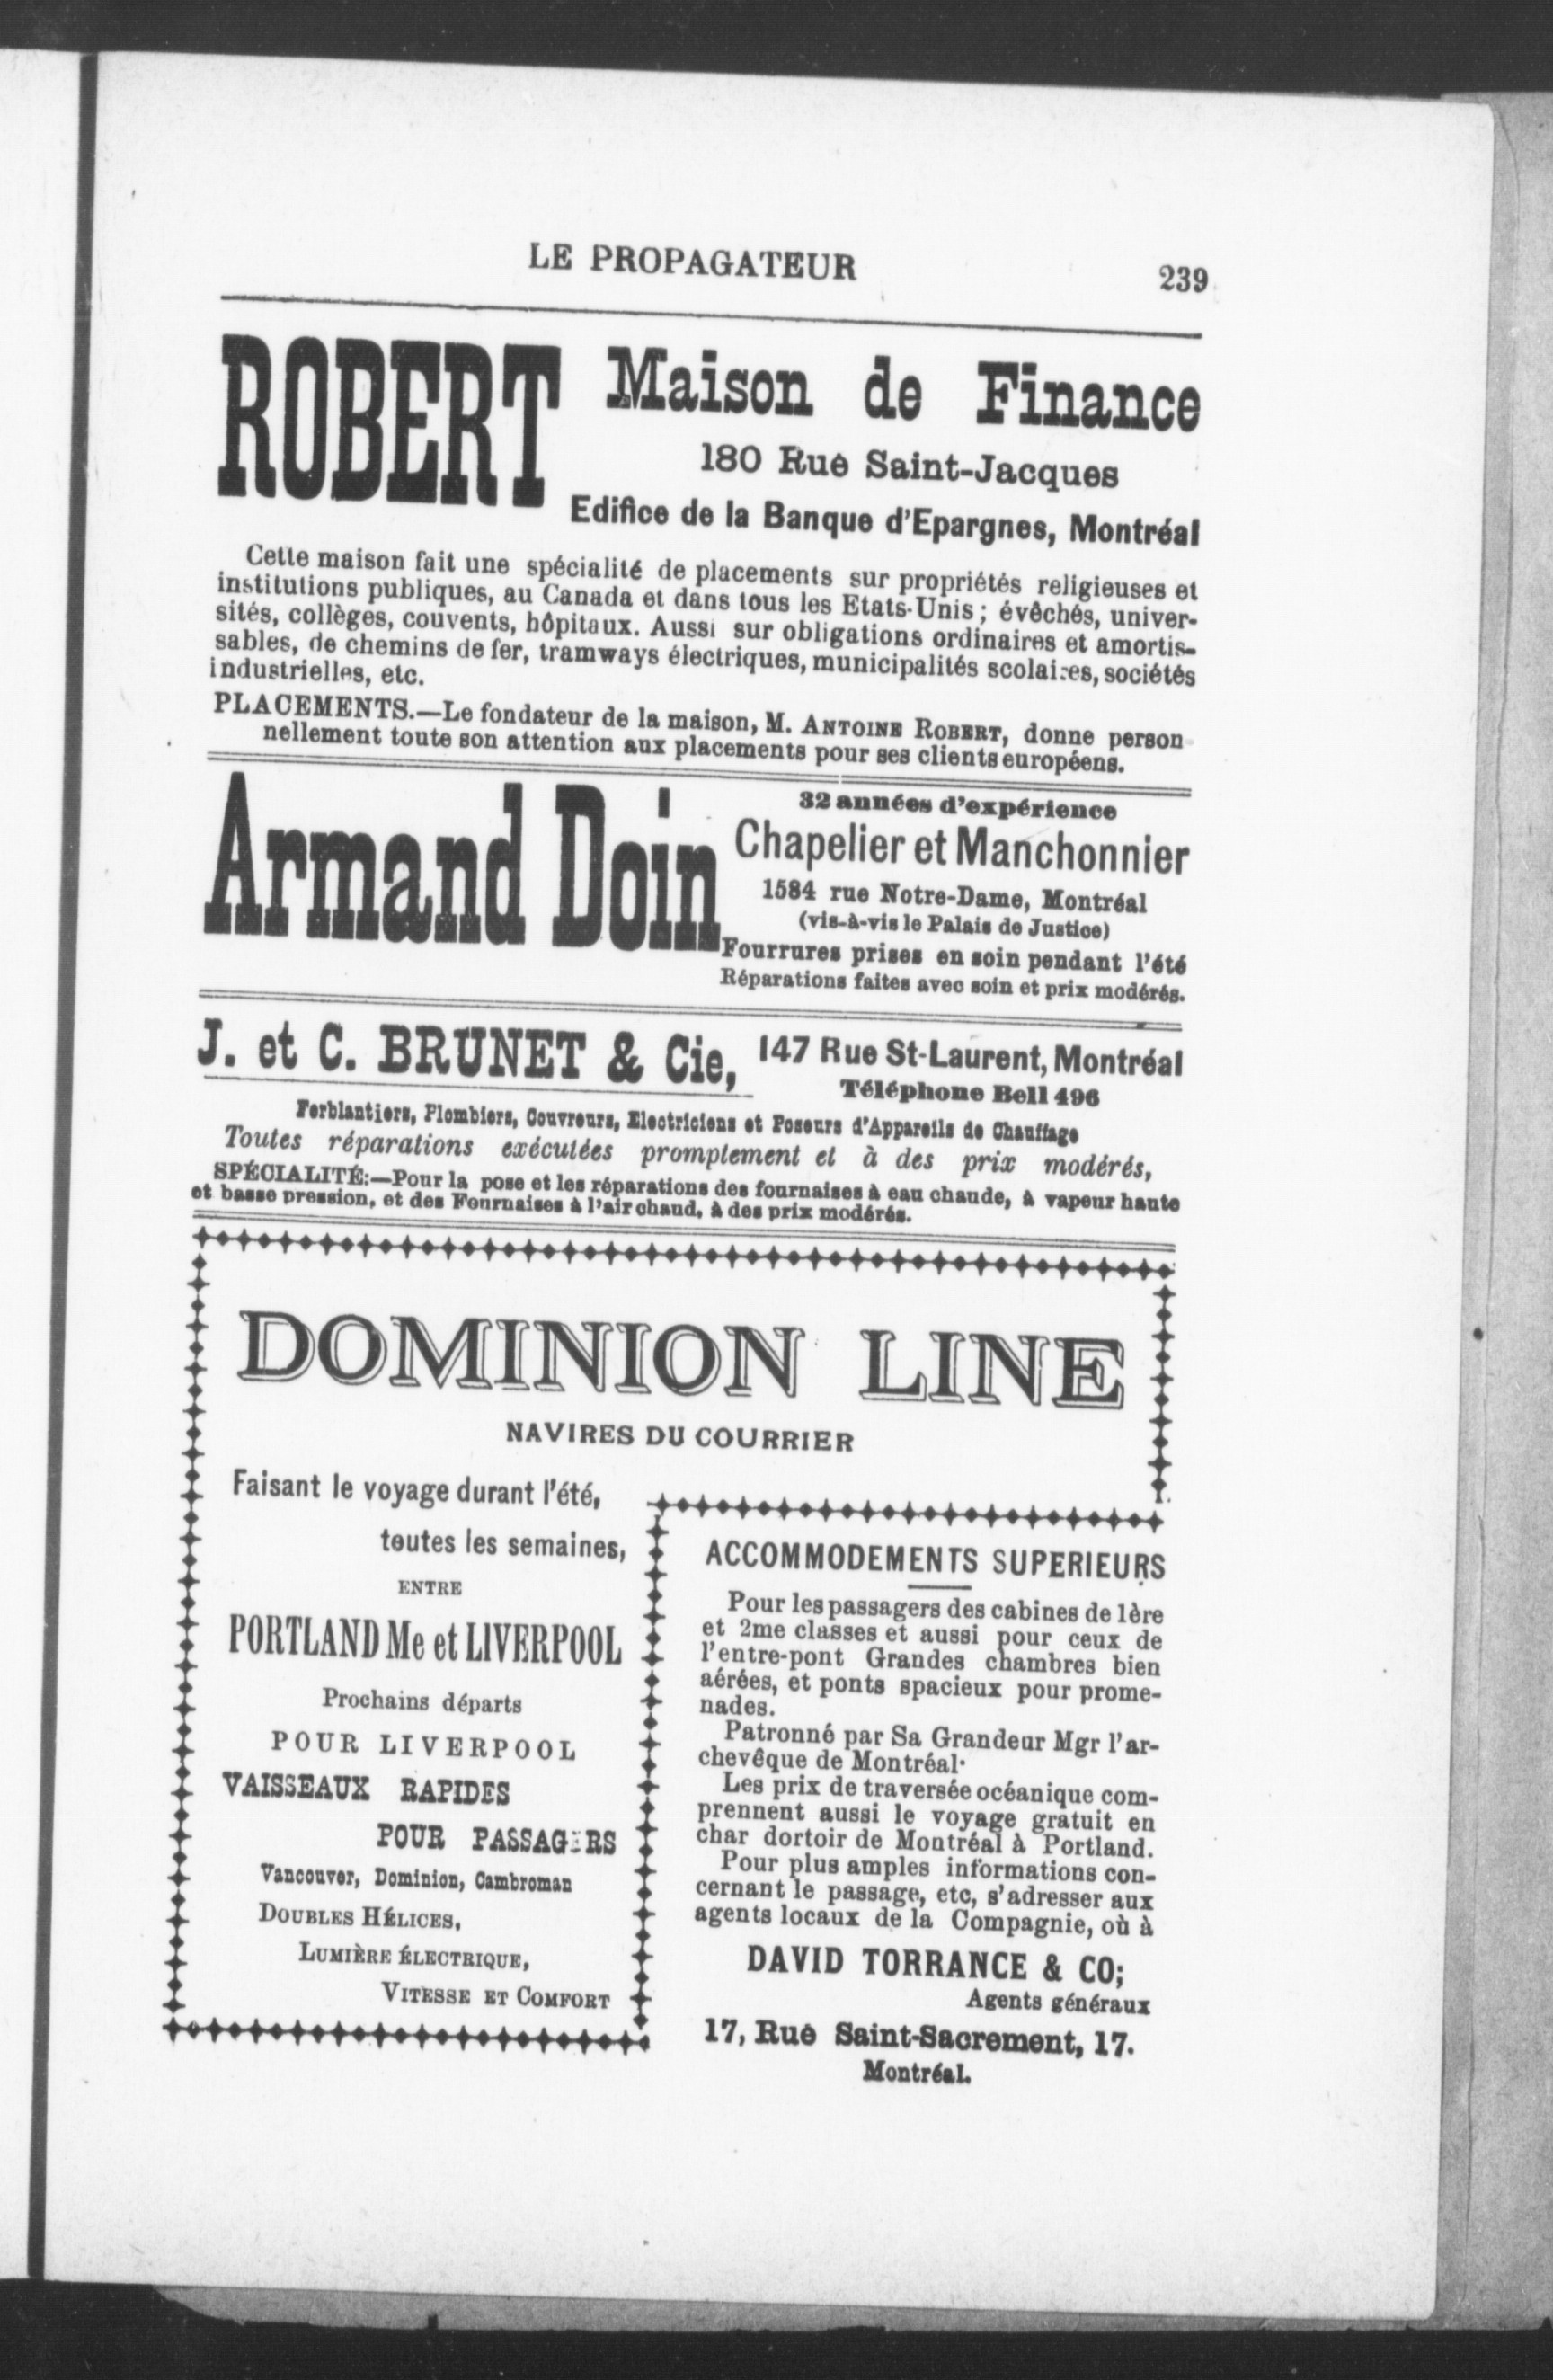 LE PROPAGATEUR 239
ROBERT Maison de Finance
180 Rue Saint-Jacques
Edifice de la Banque d'Epargnes, Montréal
Cette maison fait une spécialité de placements sur propriétés religieuses et
institutions publiques, au Canada et dans tous les Etats-Unis ; évêchés, univer-
sités, collèges, couvents, hôpitaux. Aussi sur obligations ordinaires et amortis-
sables, de chemins de fer, tramways électriques, municipalités scolaires, sociétés
industrielles, etc.
PLACEMENTS.—Le fondateur de la maison, M. ANTOINE ROBERT, donne person-
nellement toute son attention aux placements pour ses clients européens.
Armand Doin
32 années d'expérience
Chapelier et Manchonnier
1584 rue Notre-Dame, Montréal
(vis-à-vis le Palais de Justice)
Fourrures prises en soin pendant l'été
Réparations faites avec soin et prix modérés.
J. et C. BRUNET & Cie, 147 Rue St-Laurent, Montréal
Téléphone Bell 496
Ferblantiers, Plombiers, Couvreurs, Electriciens et Poseurs d'Appareils de Chauffage
Toutes réparations exécutées promptement et à des prix modérés,
SPÉCIALITÉ:—Pour la pose et les réparations des fournaises à eau chaude, à vapeur haute
et basse pression, et des Fournaises à l'air chaud, à des prix modérés.
DOMINION LINE
NAVIRES DU COURRIER
Faisant le voyage durant l'été,
toutes les semaines,
ENTRE
PORTLAND Me et LIVERPOOL
Prochains départs
POUR LIVERPOOL
VAISSEAUX RAPIDES
POUR PASSAGERS
Vancouver, Dominion, Cambroman
DOUBLES HÉLICES,
LUMIÈRE ÉLECTRIQUE,
VITESSE ET COMFORT
ACCOMMODEMENTS SUPERIEURS
Pour les passagers des cabines de 1ère
et 2me classes et aussi pour ceux de
l'entre-pont Grandes chambres bien
aérées, et ponts spacieux pour prome-
nades.
Patronné par Sa Grandeur Mgr l'ar-
chevêque de Montréal·
Les prix de traversée océanique com-
prennent aussi le voyage gratuit en
char dortoir de Montréal à Portland.
Pour plus amples informations con-
cernant le passage, etc, s'adresser aux
agents locaux de la Compagnie, où à
DAVID TORRANCE & CO;
Agents généraux
17, Rue Saint-Sacrement, 17.
Montréal.